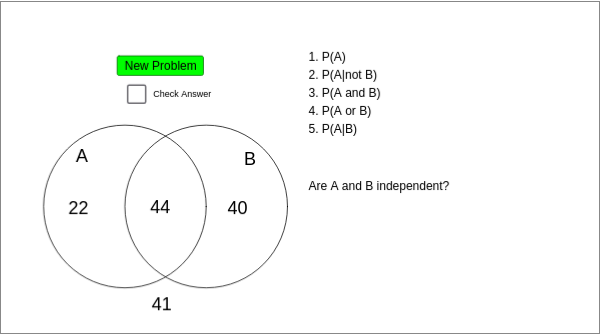 New Problem
Check Answer
A
B
22
44
40
41
1. P(A)
2. P(A|not B)
3. P(A and B)
4. P(A or B)
5. P(A|B)
Are A and B independent?